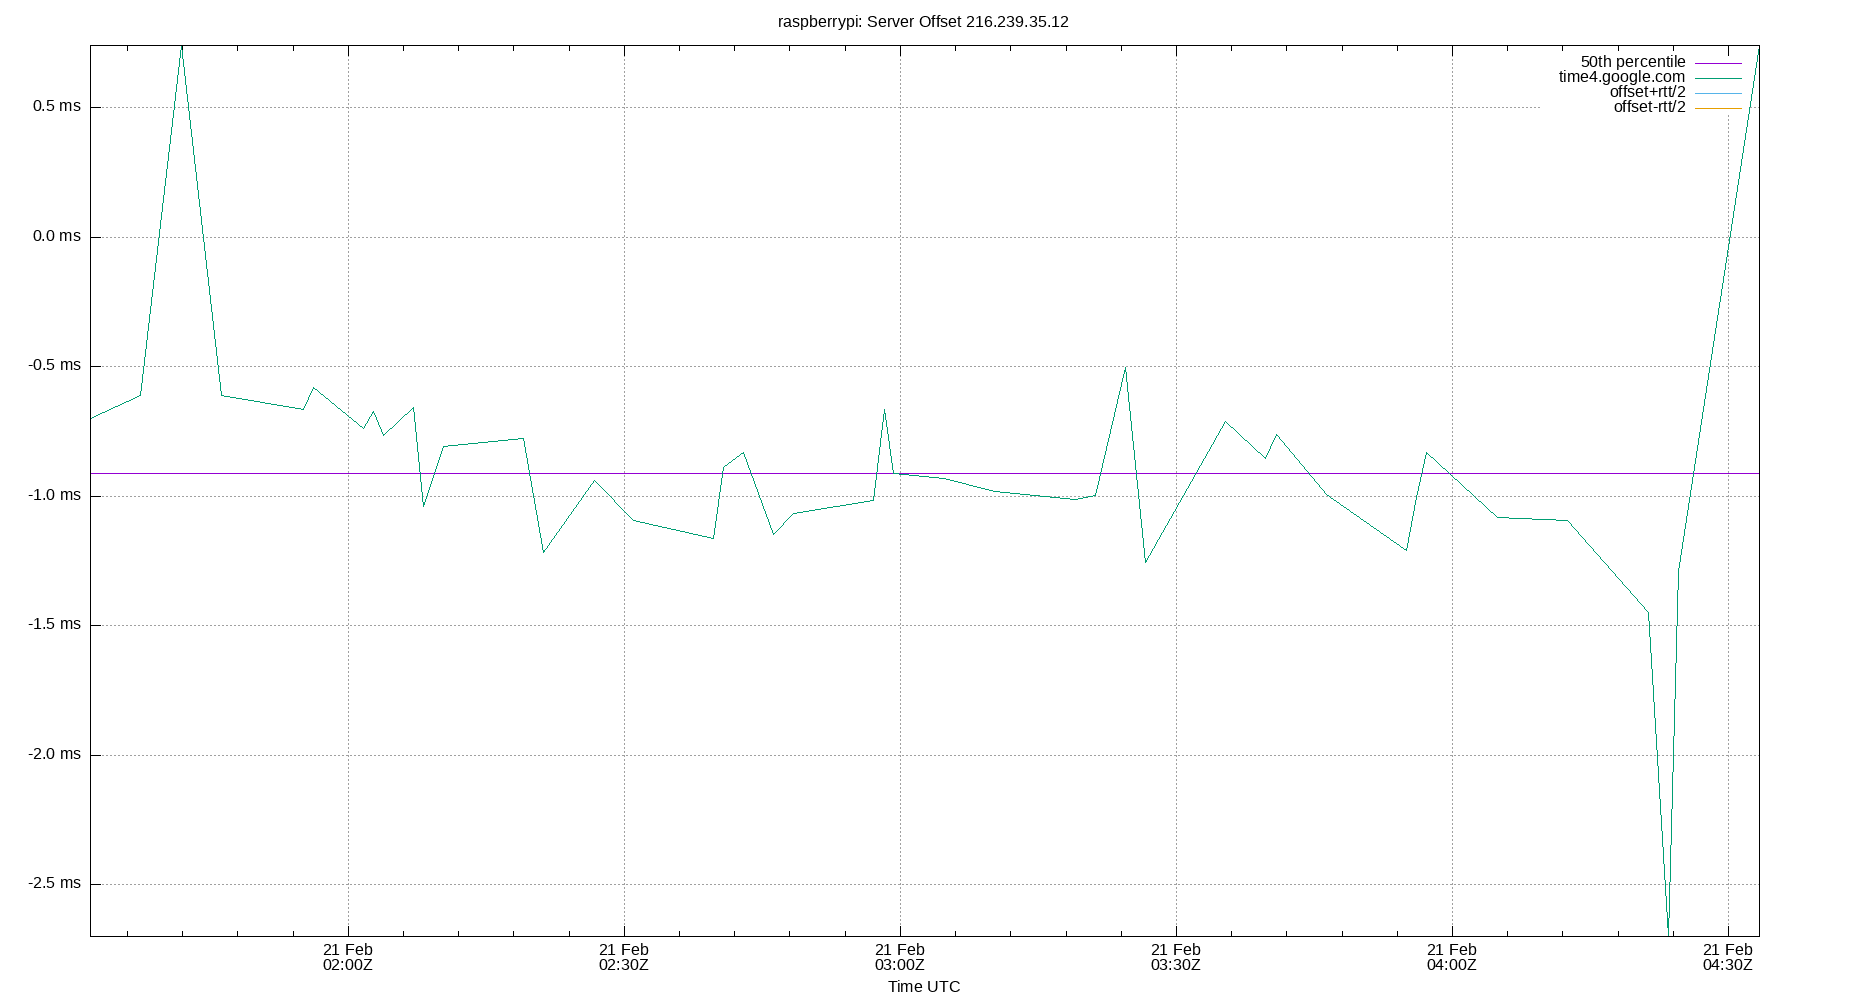 raspberrypi: Server Offset 216.239.35.12
50th percentile
time4.google.com
offset+rtt/2
offset-rtt/2
0.5 ms
0.0 ms
-0.5 ms
-1.0 ms
-1.5 ms
-2.0 ms
-2.5 ms
21 Feb 21 Feb 21 Feb 21 Feb 21 Feb 21 Feb
02:00Z 02:30Z 03:00Z 03:30Z 04:00Z 04:30Z
Time UTC